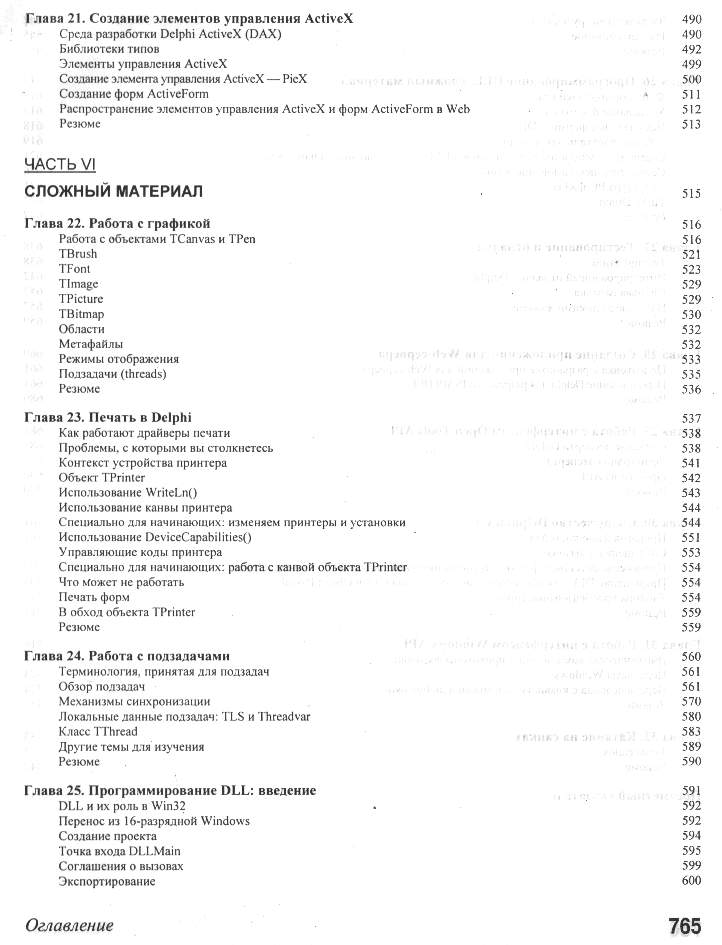 Глава 21. Создание элементов управления ActiveX 490
Среда разработки Delphi ActiveX (DAX) 490
Библиотеки типов 492
Элементы управления ActiveX 499
Создание элемента управления ActiveX — PieX 500
Создание форм ActiveForm 511
Распространение элементов управления ActiveX и форм ActiveForm в Web 512
Резюме 513
ЧАСТЬ VI
СЛОЖНЫЙ МАТЕРИАЛ 515
Глава 22. Работа с графикой 516
Работа с объектами TCanvas и TPen 516
TBrush 521
TFont 523
TImage 529
TPicture 529
TBitmap 530
Области 532
Метафайлы 532
Режимы отображения 533
Подзадачи (threads) 535
Резюме 536
Глава 23. Печать в Delphi 537
Как работают драйверы печати 538
Проблемы, с которыми вы столкнетесь 538
Контекст устройства принтера 541
Объект TPrinter 542
Использование WriteLn() 543
Использование канвы принтера 544
Специально для начинающих: изменяем принтеры и установки 544
Использование DeviceCapabilities() 551
Управляющие коды принтера 553
Специально для начинающих: работа с канвой объекта TPrinter 554
Что может не работать 554
Печать форм 554
В обход объекта TPrinter 559
Резюме 559
Глава 24. Работа с подзадачами 560
Терминология, принятая для подзадач 561
Обзор подзадач 561
Механизмы синхронизации 570
Локальные данные подзадач: TLS и Threadvar 580
Класс TThread 583
Другие темы для изучения 589
Резюме 590
Глава 25. Программирование DLL: введение 591
DLL и их роль в Win32 592
Перенос из 16-разрядной Windows 592
Создание проекта 594
Точка входа DLLMain 595
Соглашения о вызовах 599
Экспортирование 600
Оглавление 765